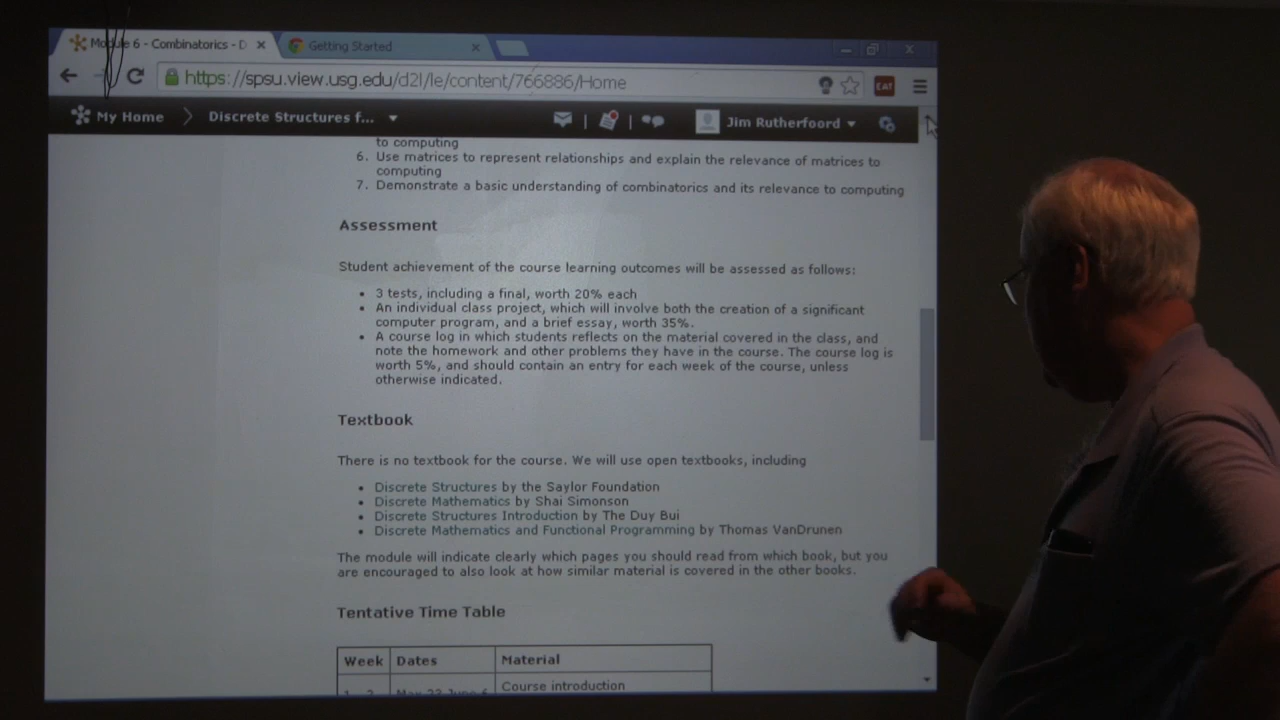 Module 6 - Combinatorics - D
Getting Started
https://spsu.view.usg.edu/d2l/le/content/766886/Home
EAT
My Home
Discrete Structures f...
Jim Rutherfoord
to computing
6. Use matrices to represent relationships and explain the relevance of matrices to
computing
7. Demonstrate a basic understanding of combinatorics and its relevance to computing
Assessment
Student achievement of the course learning outcomes will be assessed as follows:
• 3 tests, including a final, worth 20% each
• An individual class project, which will involve both the creation of a significant
computer program, and a brief essay, worth 35%.
• A course log in which students reflects on the material covered in the class, and
note the homework and other problems they have in the course. The course log is
worth 5%, and should contain an entry for each week of the course, unless
otherwise indicated.
Textbook
There is no textbook for the course. We will use open textbooks, including
• Discrete Structures by the Saylor Foundation
• Discrete Mathematics by Shai Simonson
• Discrete Structures Introduction by The Duy Bui
• Discrete Mathematics and Functional Programming by Thomas VanDrunen
The module will indicate clearly which pages you should read from which book, but you
are encouraged to also look at how similar material is covered in the other books.
Tentative Time Table
Week Dates Material
Course introduction